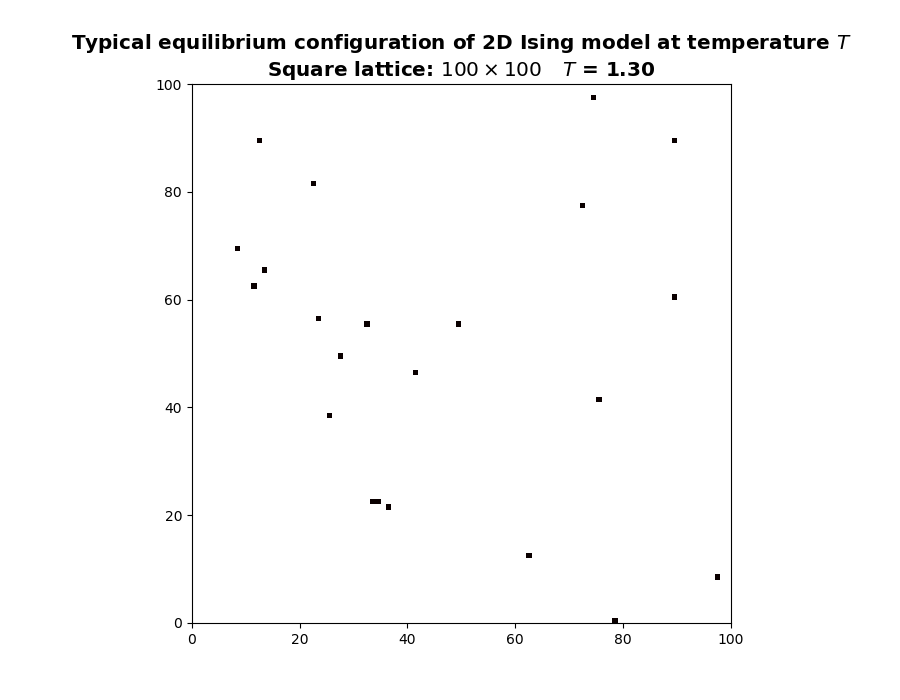 Typical equilibrium configuration of 2D Ising model at temperature T
Square lattice: 100 × 100 T = 1.30
100
80
60
40
20
0
0 20 40 60 80 100